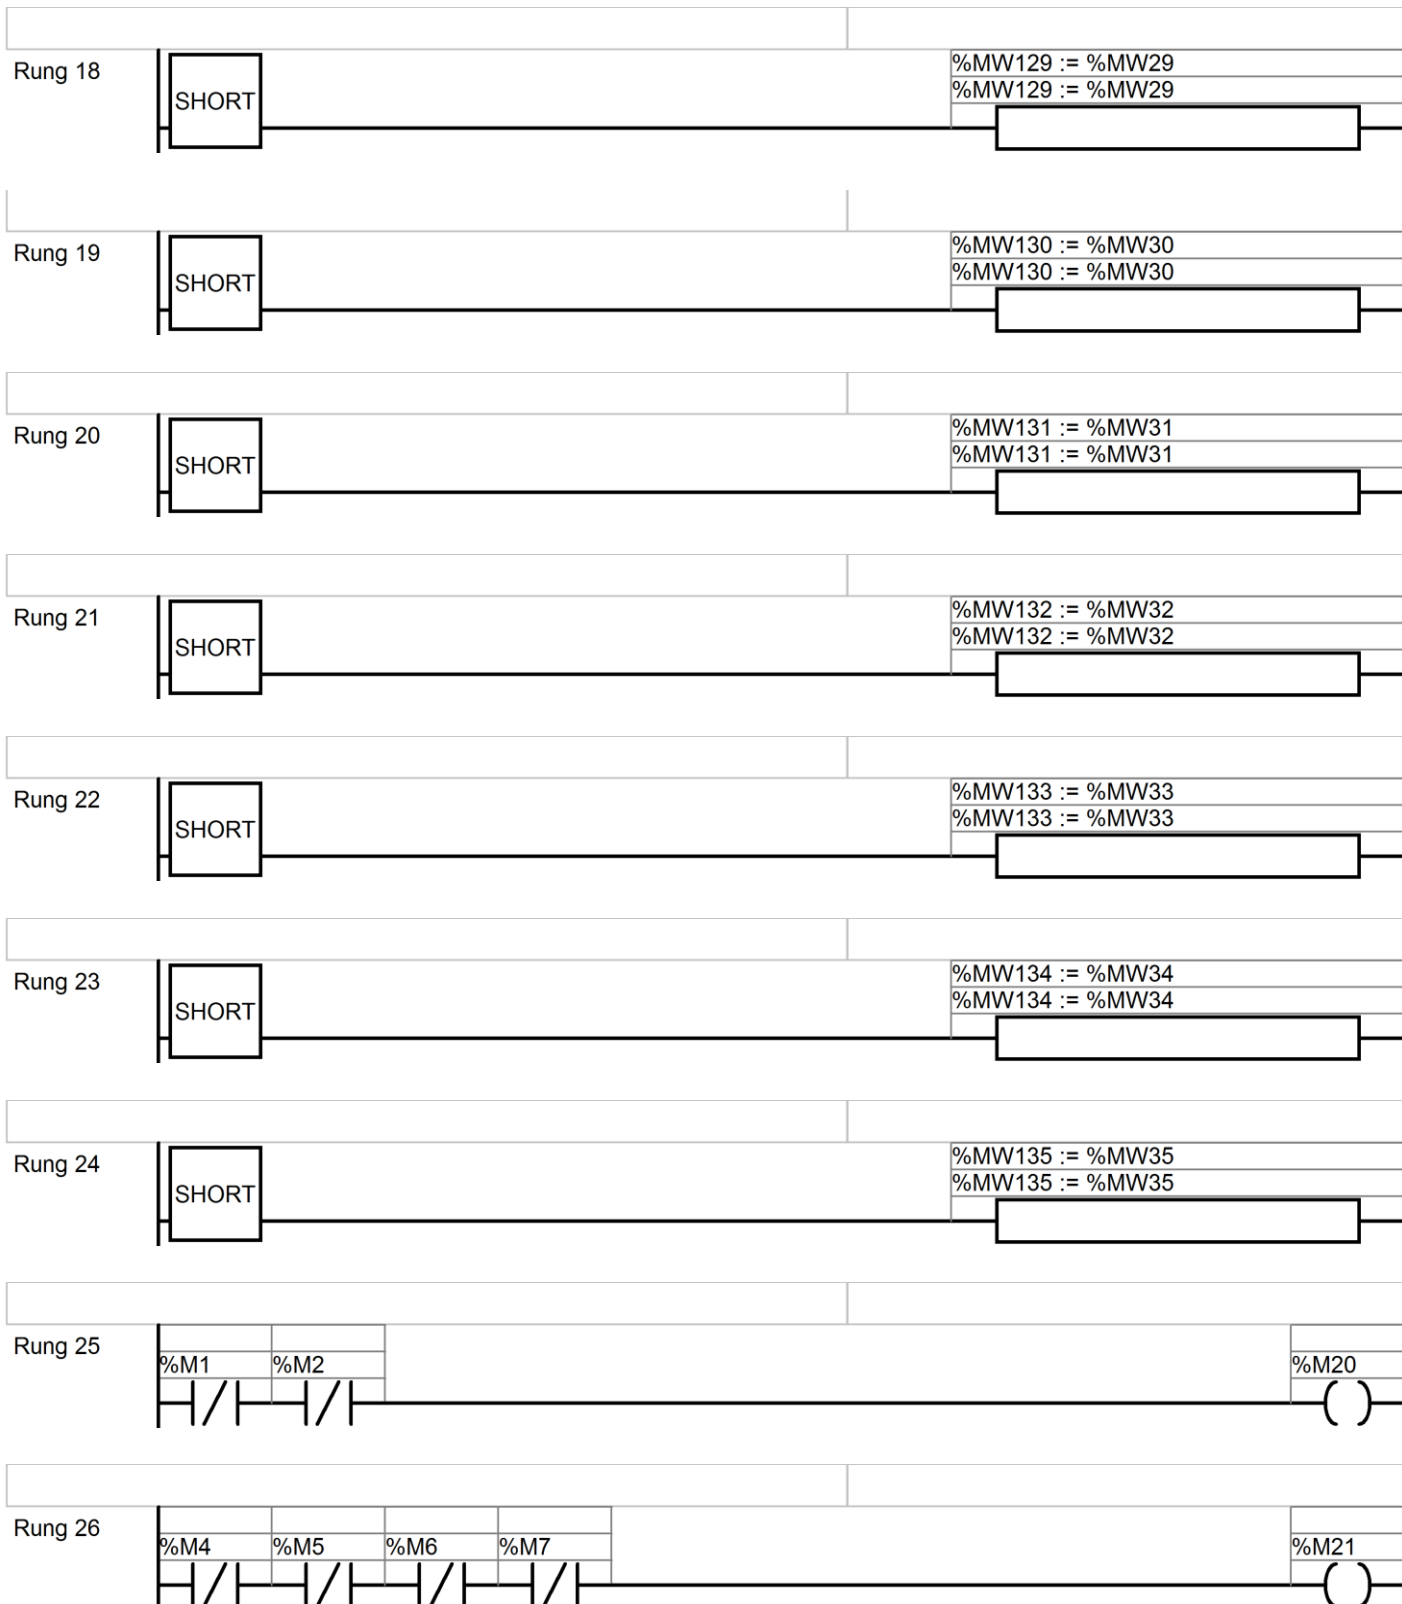 Rung 18
SHORT
%MW129 := %MW29
%MW129 := %MW29
Rung 19
SHORT
%MW130 := %MW30
%MW130 := %MW30
Rung 20
SHORT
%MW131 := %MW31
%MW131 := %MW31
Rung 21
SHORT
%MW132 := %MW32
%MW132 := %MW32
Rung 22
SHORT
%MW133 := %MW33
%MW133 := %MW33
Rung 23
SHORT
%MW134 := %MW34
%MW134 := %MW34
Rung 24
SHORT
%MW135 := %MW35
%MW135 := %MW35
Rung 25
%M1 %M2 %M20
Rung 26
%M4 %M5 %M6 %M7 %M21